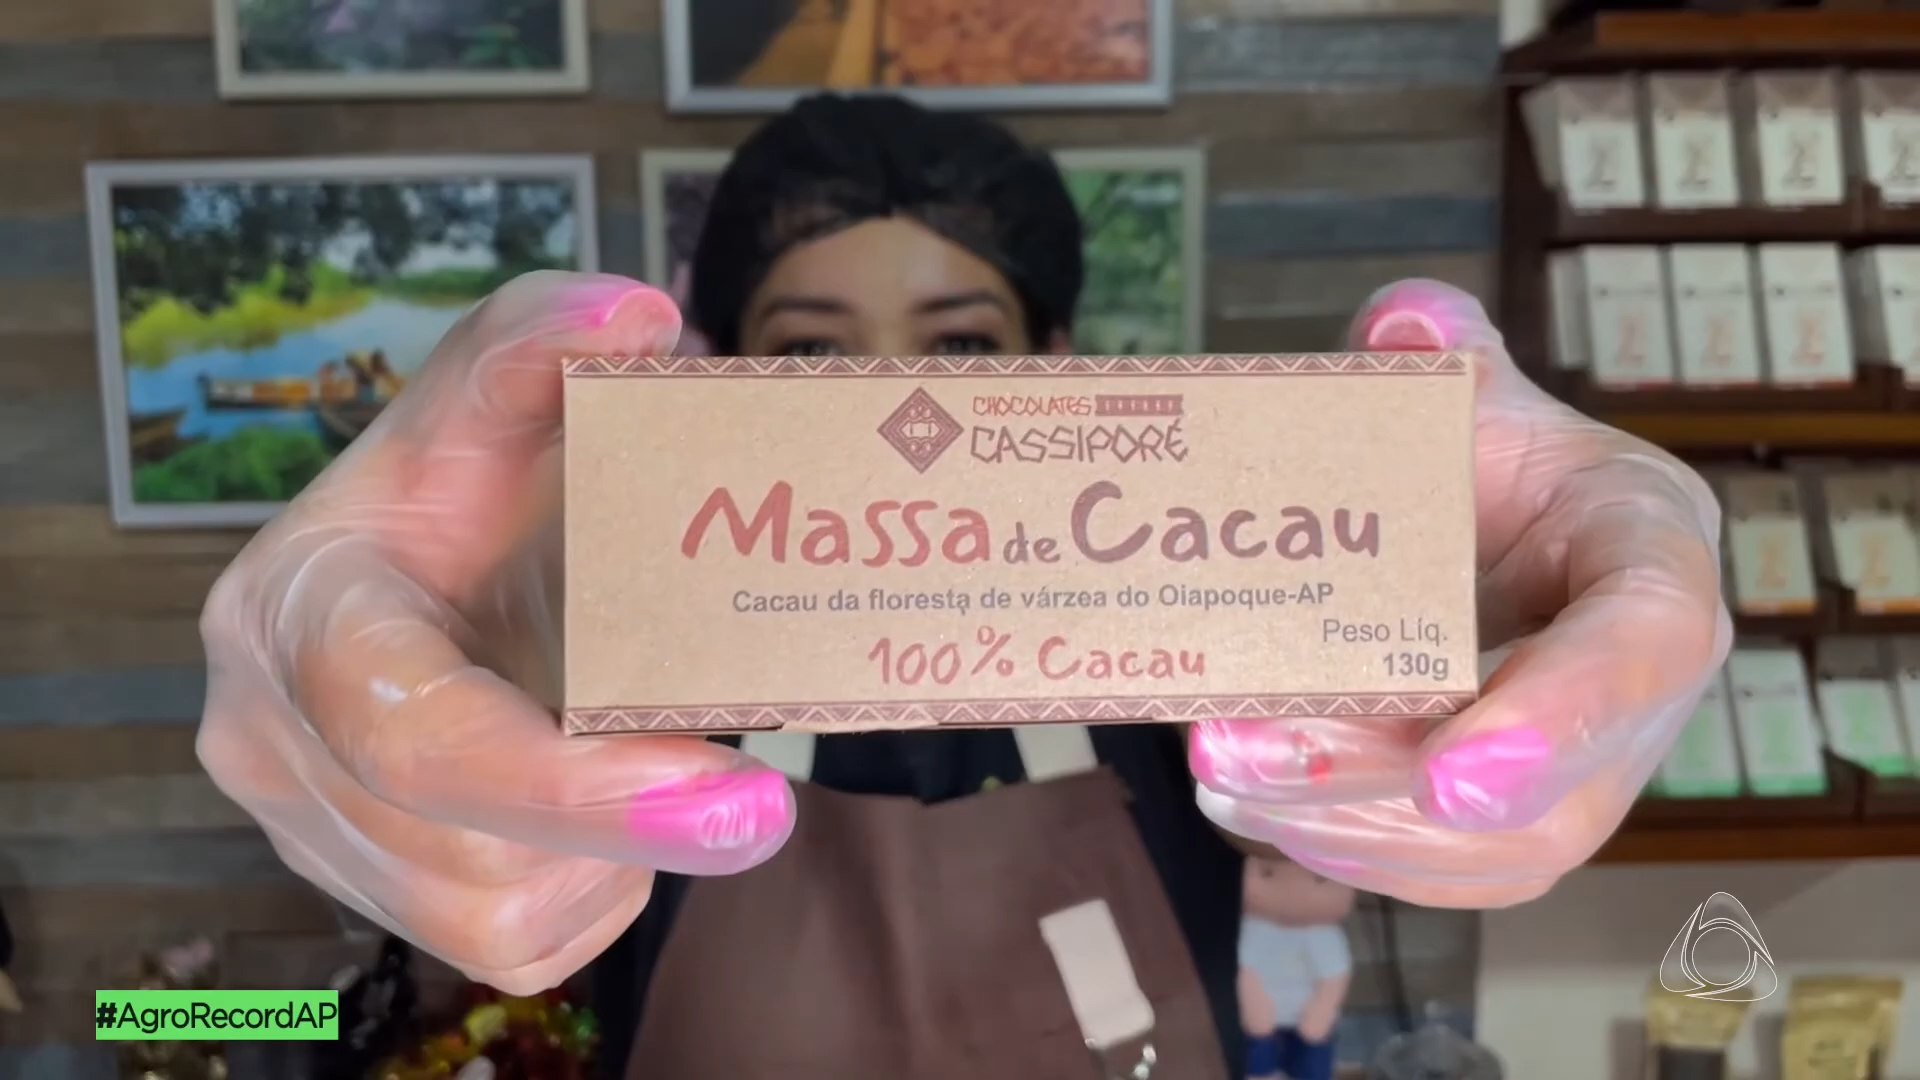 CHOCOLATES
CASSIPORÉ
Massa de Cacau
Cacau da floresta de várzea do Oiapoque-AP
100% Cacau
Peso Líq.
130g
#AgroRecordAP